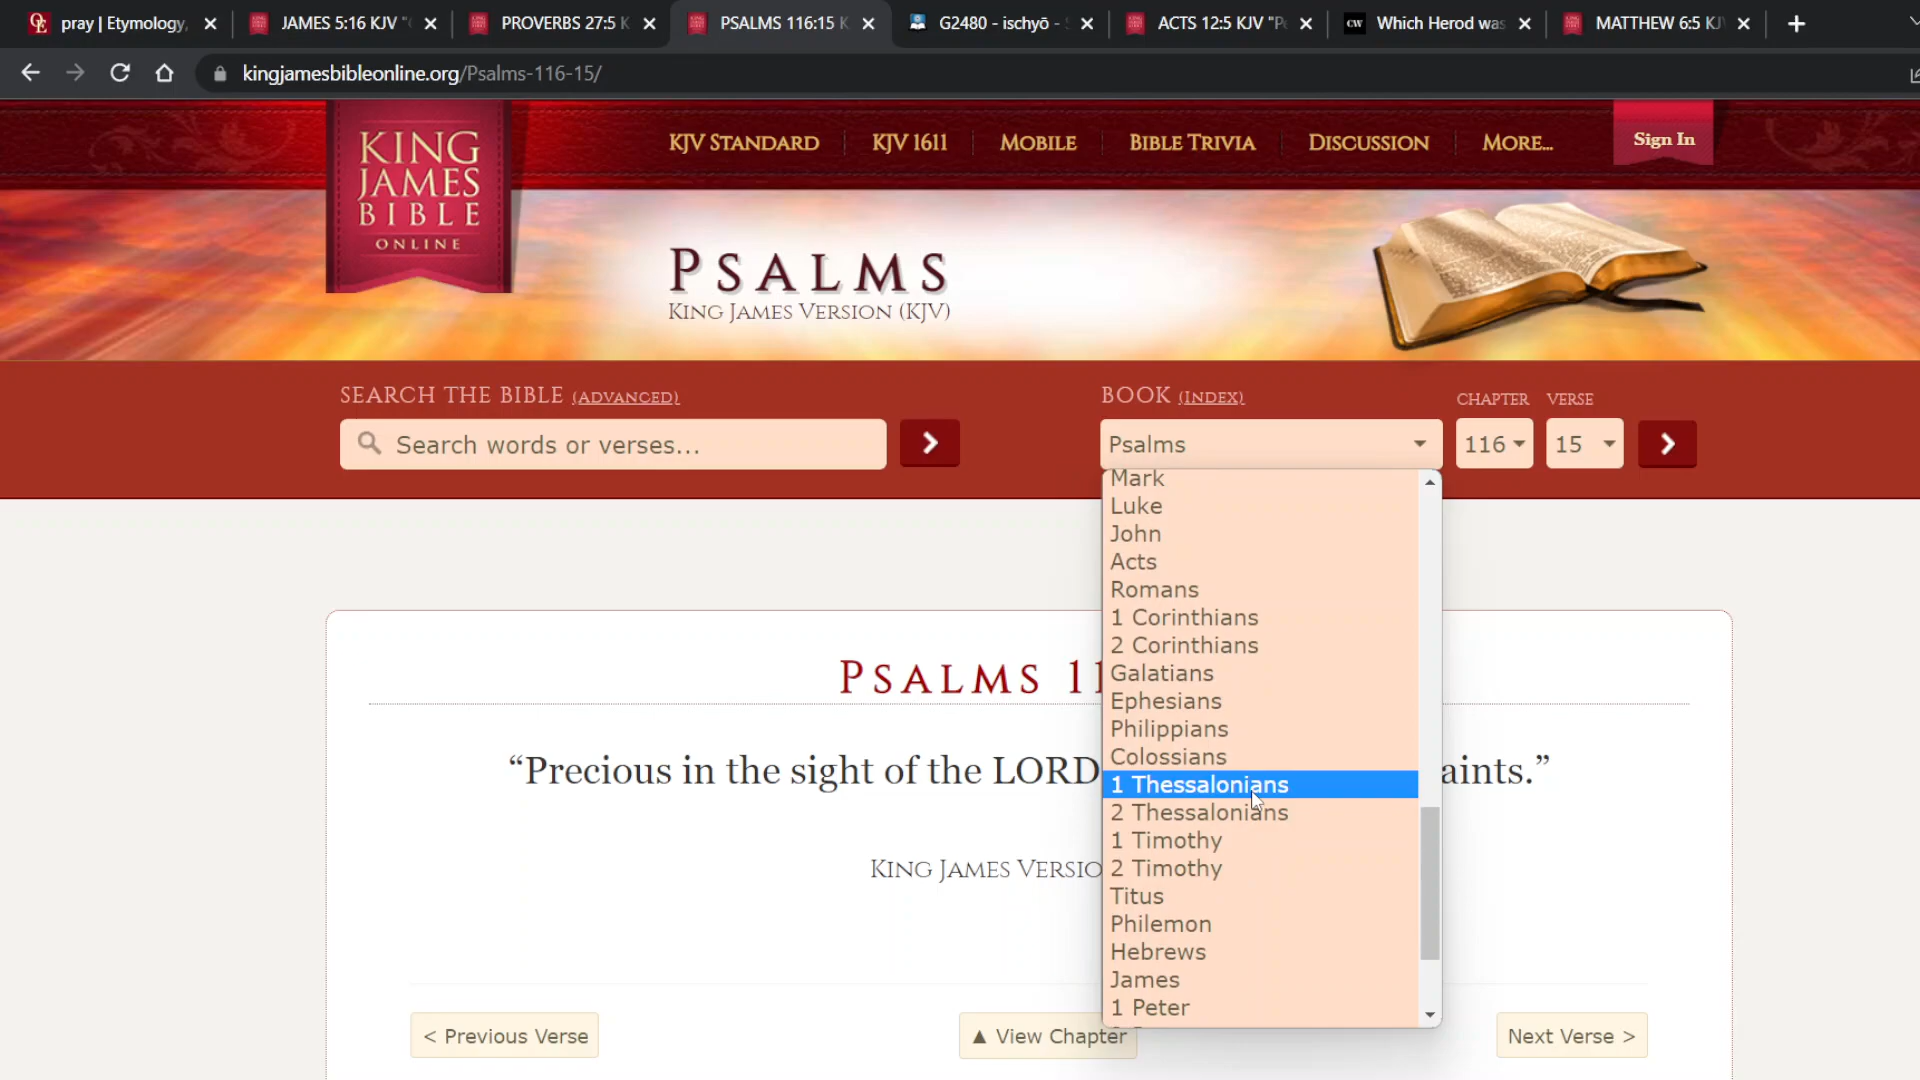 pray | Etymology,
JAMES 5:16 KJV "
PROVERBS 27:5 K
PSALMS 116:15 K
G2480 - ischyō -
ACTS 12:5 KJV "Pe
Which Herod was
MATTHEW 6:5 KJV
kingjamesbibleonline.org/Psalms-116-15/
KING
JAMES
BIBLE
ONLINE
KJV STANDARD
KJV 1611
MOBILE
BIBLE TRIVIA
DISCUSSION
MORE...
Sign In
PSALMS
KING JAMES VERSION (KJV)
SEARCH THE BIBLE (ADVANCED)
BOOK (INDEX)
CHAPTER
VERSE
Search words or verses...
Psalms
116
15
Mark
Luke
John
Acts
Romans
1 Corinthians
2 Corinthians
Galatians
Ephesians
Philippians
Colossians
1 Thessalonians
2 Thessalonians
1 Timothy
2 Timothy
Titus
Philemon
Hebrews
James
1 Peter
PSALMS 11
“Precious in the sight of the LORD aints.”
KING JAMES VERSIO
< Previous Verse
▲ View Chapter
Next Verse >